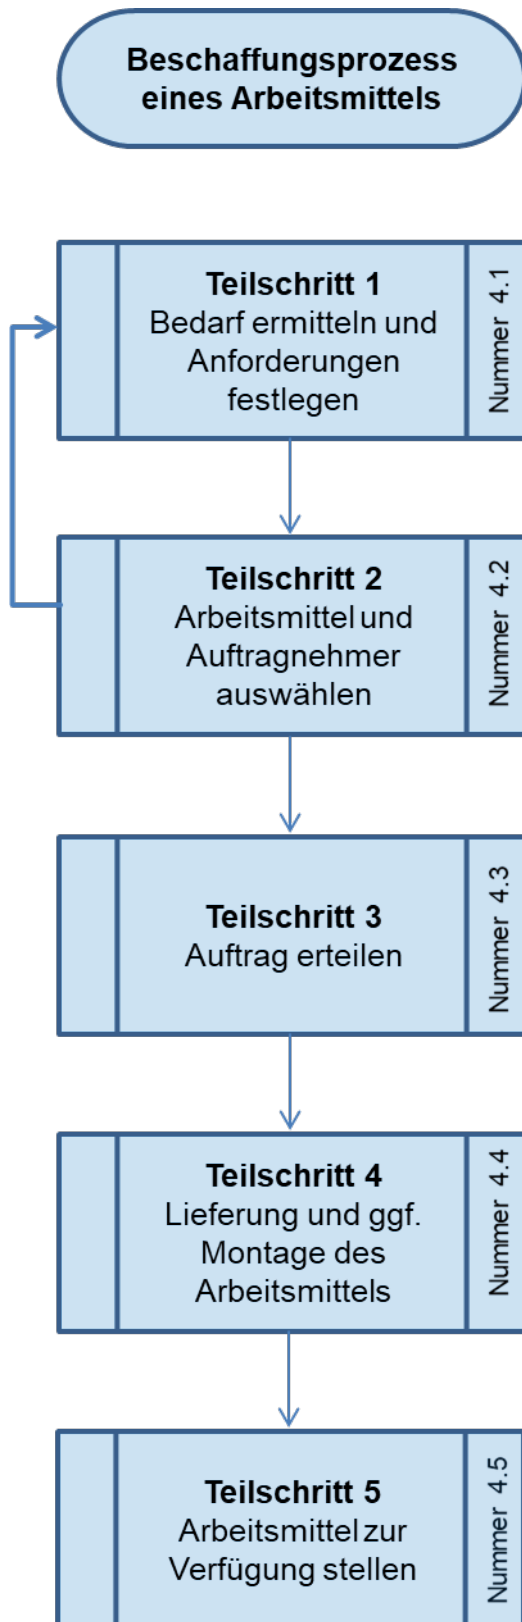 Beschaffungsprozess
eines Arbeitsmittels
Teilschritt 1
Bedarf ermitteln und
Anforderungen
festlegen
Nummer 4.1
Teilschritt 2
Arbeitsmittel und
Auftragnehmer
auswählen
Nummer 4.2
Teilschritt 3
Auftrag erteilen
Nummer 4.3
Teilschritt 4
Lieferung und ggf.
Montage des
Arbeitsmittels
Nummer 4.4
Teilschritt 5
Arbeitsmittel zur
Verfügung stellen
Nummer 4.5